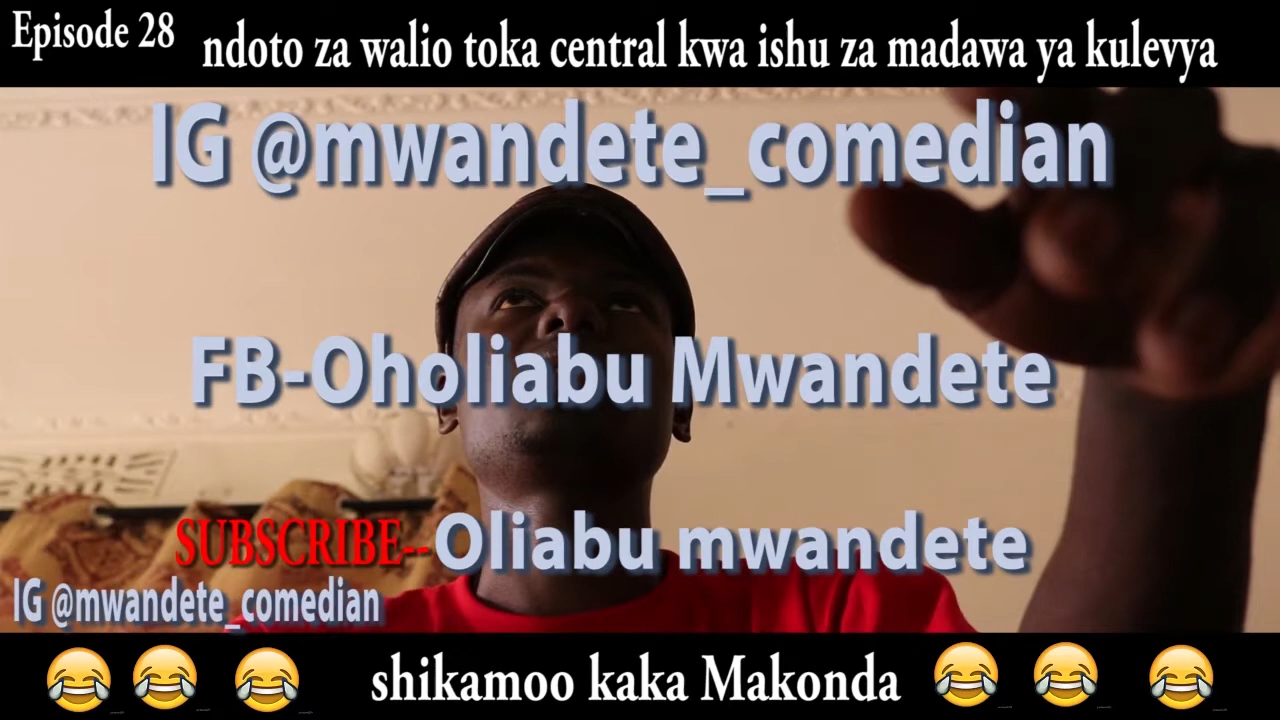 Episode 28
ndoto za walio toka central kwa ishu za madawa ya kulevya
IG @mwandete_comedian
FB-Oholiabu Mwandete
SUBSCRIBE--Oliabu mwandete
IG @mwandete_comedian
shikamoo kaka Makonda